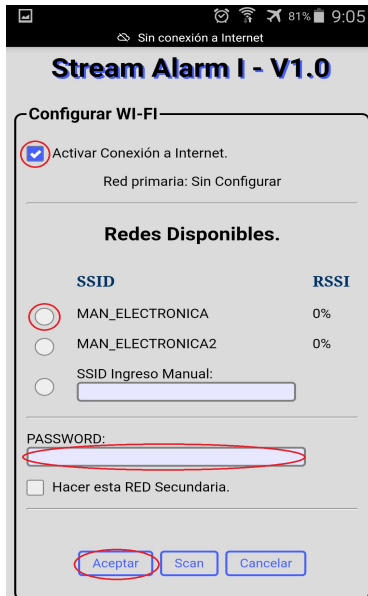 81% 9:05
Sin conexión a Internet
Stream Alarm I - V1.0
Configurar WI-FI
Activar Conexión a Internet.
Red primaria: Sin Configurar
Redes Disponibles.
SSID RSSI
MAN_ELECTRONICA 0%
MAN_ELECTRONICA2 0%
SSID Ingreso Manual:
PASSWORD:
Hacer esta RED Secundaria.
Aceptar Scan Cancelar